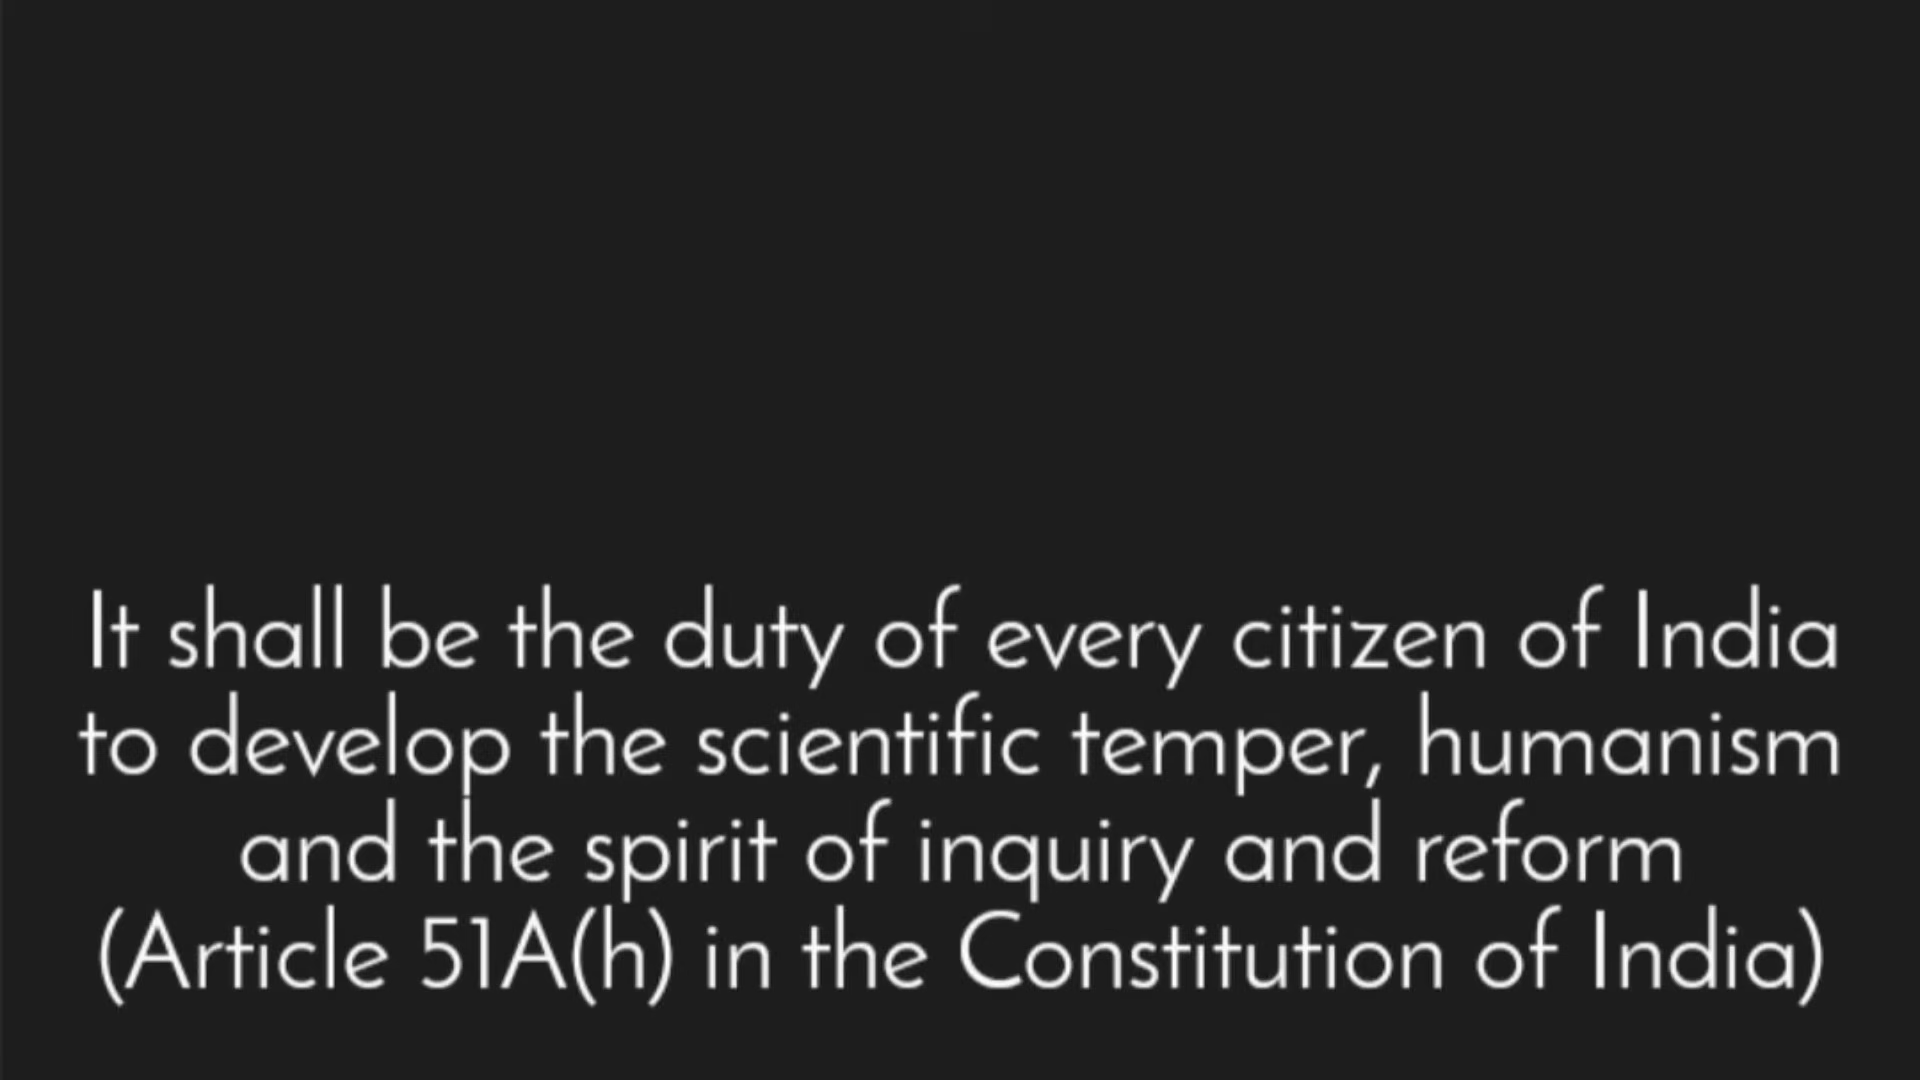 It shall be the duty of every citizen of India
to develop the scientific temper, humanism
and the spirit of inquiry and reform
(Article 51A(h) in the Constitution of India)